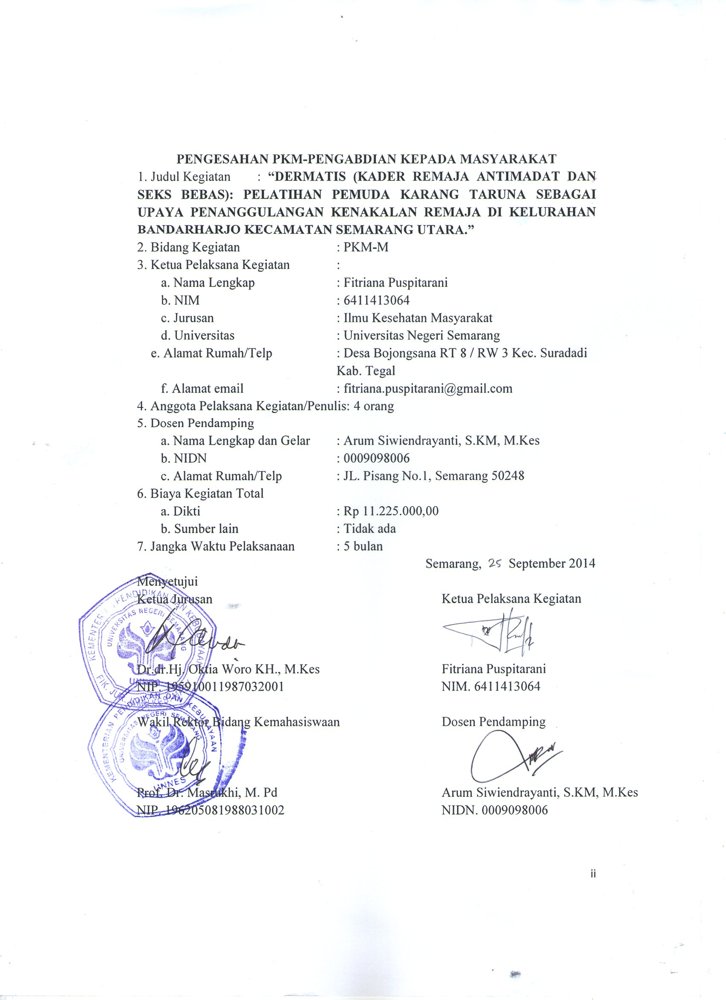 PENGESAHAN PKM-PENGABDIAN KEPADA MASYARAKAT
1. Judul Kegiatan : “DERMATIS (KADER REMAJA ANTIMADAT DAN
SEKS BEBAS): PELATIHAN PEMUDA KARANG TARUNA SEBAGAI
UPAYA PENANGGULANGAN KENAKALAN REMAJA DI KELURAHAN
BANDARHARJO KECAMATAN SEMARANG UTARA.”
2. Bidang Kegiatan : PKM-M
3. Ketua Pelaksana Kegiatan :
a. Nama Lengkap : Fitriana Puspitarani
b. NIM : 6411413064
c. Jurusan : Ilmu Kesehatan Masyarakat
d. Universitas : Universitas Negeri Semarang
e. Alamat Rumah/Telp : Desa Bojongsana RT 8 / RW 3 Kec. Suradadi
Kab. Tegal
f. Alamat email : fitriana.puspitarani@gmail.com
4. Anggota Pelaksana Kegiatan/Penulis: 4 orang
5. Dosen Pendamping
a. Nama Lengkap dan Gelar : Arum Siwiendrayanti, S.KM, M.Kes
b. NIDN : 0009098006
c. Alamat Rumah/Telp : JL. Pisang No.1, Semarang 50248
6. Biaya Kegiatan Total
a. Dikti : Rp 11.225.000,00
b. Sumber lain : Tidak ada
7. Jangka Waktu Pelaksanaan : 5 bulan
Semarang, 25 September 2014
Menyetujui
Ketua Jurusan Ketua Pelaksana Kegiatan
PENDIDIKAN DAN
UNIVERSITAS NEGERI SEMARANG
Dr.dr.Hj. Oktia Woro KH., M.Kes Fitriana Puspitarani
NIP. 195910011987032001 NIM. 6411413064
Wakil Rektor Bidang Kemahasiswaan Dosen Pendamping
KEMENTERIAN PENDIDIKAN DAN KEBUDAYAAN
UNIVERSITAS NEGERI SEMARANG
UNNES
Prof. Dr. Masrukhi, M. Pd Arum Siwiendrayanti, S.KM, M.Kes
NIP. 196205081988031002 NIDN. 0009098006
ii